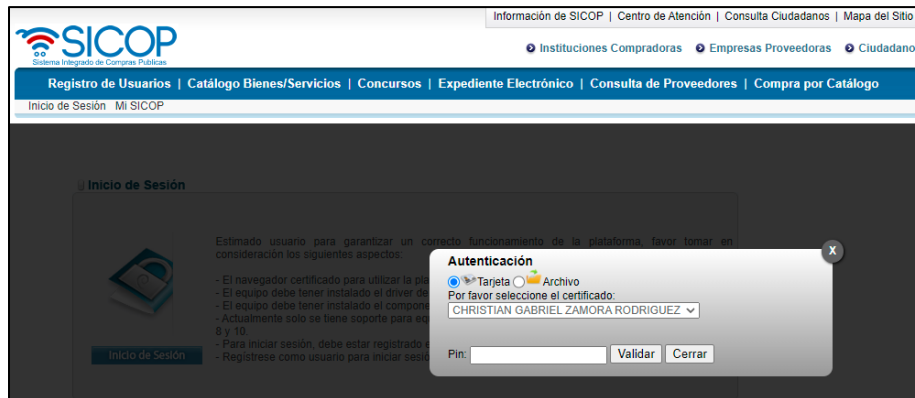 Información de SICOP | Centro de Atención | Consulta Ciudadanos | Mapa del Sitio
SICOP
Sistema Integrado de Compras Públicas
Instituciones Compradoras Empresas Proveedoras Ciudadano
Registro de Usuarios | Catálogo Bienes/Servicios | Concursos | Expediente Electrónico | Consulta de Proveedores | Compra por Catálogo
Inicio de Sesión Mi SICOP
Inicio de Sesión
Estimado usuario para garantizar un correcto funcionamiento de la plataforma, favor tomar en
consideración los siguientes aspectos:
- El navegador certificado para utilizar la pla
- El equipo debe tener instalado el driver de
- El equipo debe tener instalado el compone
- Actualmente solo se tiene soporte para eq
8 y 10.
- Para iniciar sesión, debe estar registrado e
- Regístrese como usuario para iniciar sesió
Inicio de Sesión
X
Autenticación
Tarjeta Archivo
Por favor seleccione el certificado:
CHRISTIAN GABRIEL ZAMORA RODRIGUEZ
Pin: Validar Cerrar